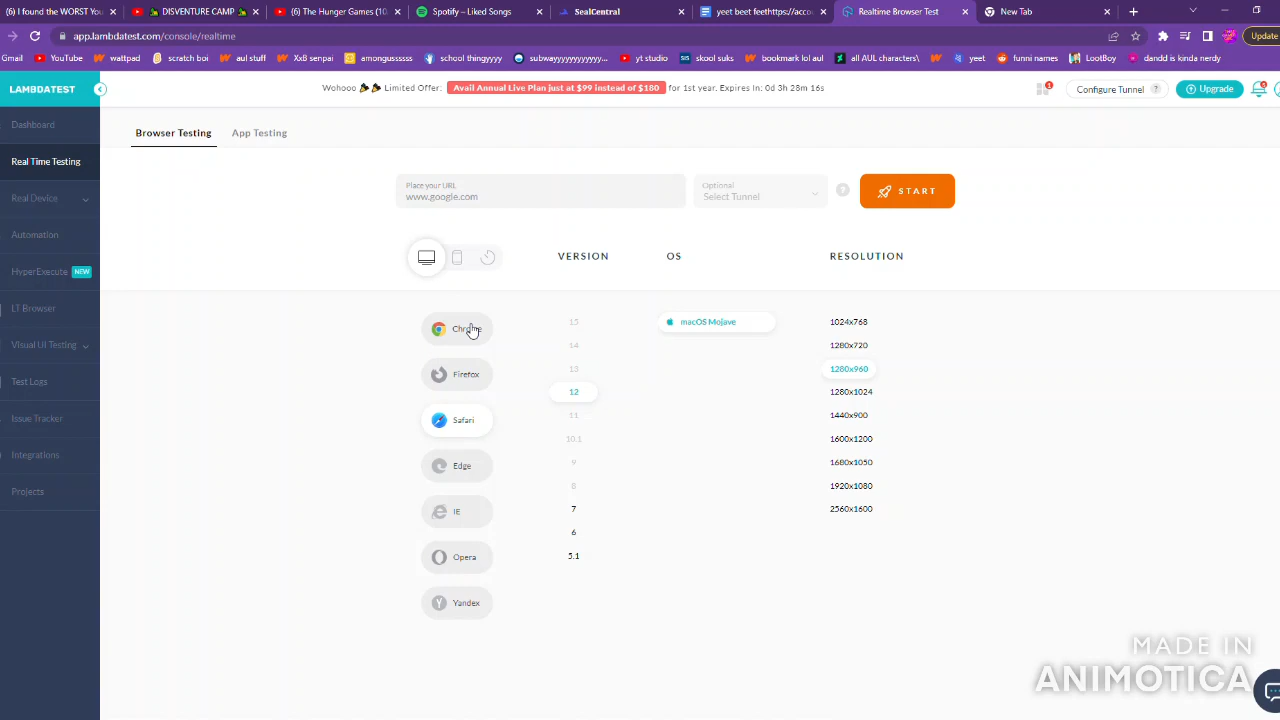 (6) I found the WORST You
DISVENTURE CAMP
(6) The Hunger Games (10.
Spotify – Liked Songs
SealCentral
yeet beet feethttps://acco
Realtime Browser Test
New Tab
app.lambdatest.com/console/realtime
Update
Gmail
YouTube
wattpad
scratch boi
AUL stuff
XxB senpai
amongusssss
school thingyyyy
subwayyyyyyyyyyy...
yt studio
skool suks
bookmark lol aul
all AUL characters
yeet
funni names
LootBoy
dandd is kinda nerdy
LAMBDATEST
Wohooo Limited Offer: Avail Annual Live Plan just at $99 instead of $180 for 1st year, Expires In: 0d 3h 28m 16s
Configure Tunnel ?
Upgrade
Dashboard
Real Time Testing
Real Device
Automation
HyperExecute NEW
LT Browser
Visual UI Testing
Test Logs
Issue Tracker
Integrations
Projects
Browser Testing
App Testing
Place your URL
www.google.com
Optional
Select Tunnel
?
START
VERSION
OS
RESOLUTION
Chrome
Firefox
Safari
Edge
IE
Opera
Yandex
15
14
13
12
11
10.1
9
8
7
6
5.1
macOS Mojave
1024x768
1280x720
1280x960
1280x1024
1440x900
1600x1200
1680x1050
1920x1080
2560x1600
MADE IN
ANIMOTICA